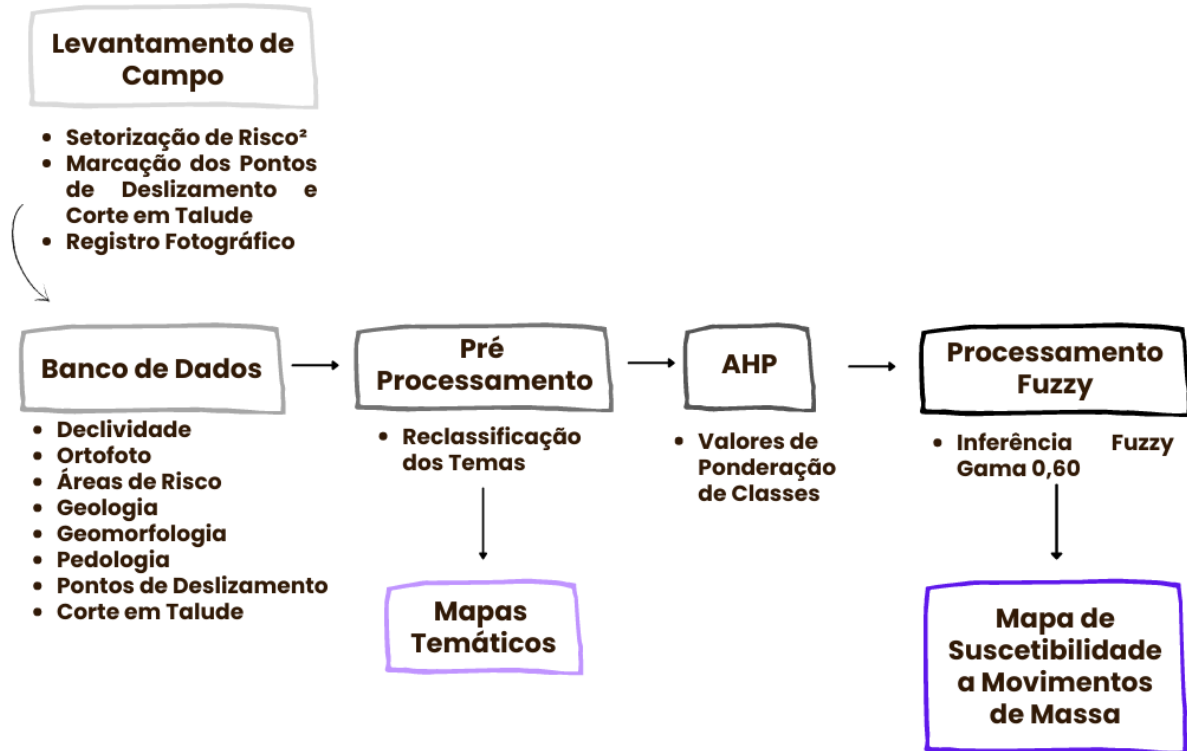 Levantamento de
Campo
• Setorização de Risco²
• Marcação dos Pontos
de Deslizamento e
Corte em Talude
• Registro Fotográfico
Banco de Dados
• Declividade
• Ortofoto
• Áreas de Risco
• Geologia
• Geomorfologia
• Pedologia
• Pontos de Deslizamento
• Corte em Talude
Pré
Processamento
• Reclassificação
dos Temas
Mapas
Temáticos
AHP
• Valores de
Ponderação
de Classes
Processamento
Fuzzy
• Inferência Fuzzy
Gama 0,60
Mapa de
Suscetibilidade
a Movimentos
de Massa